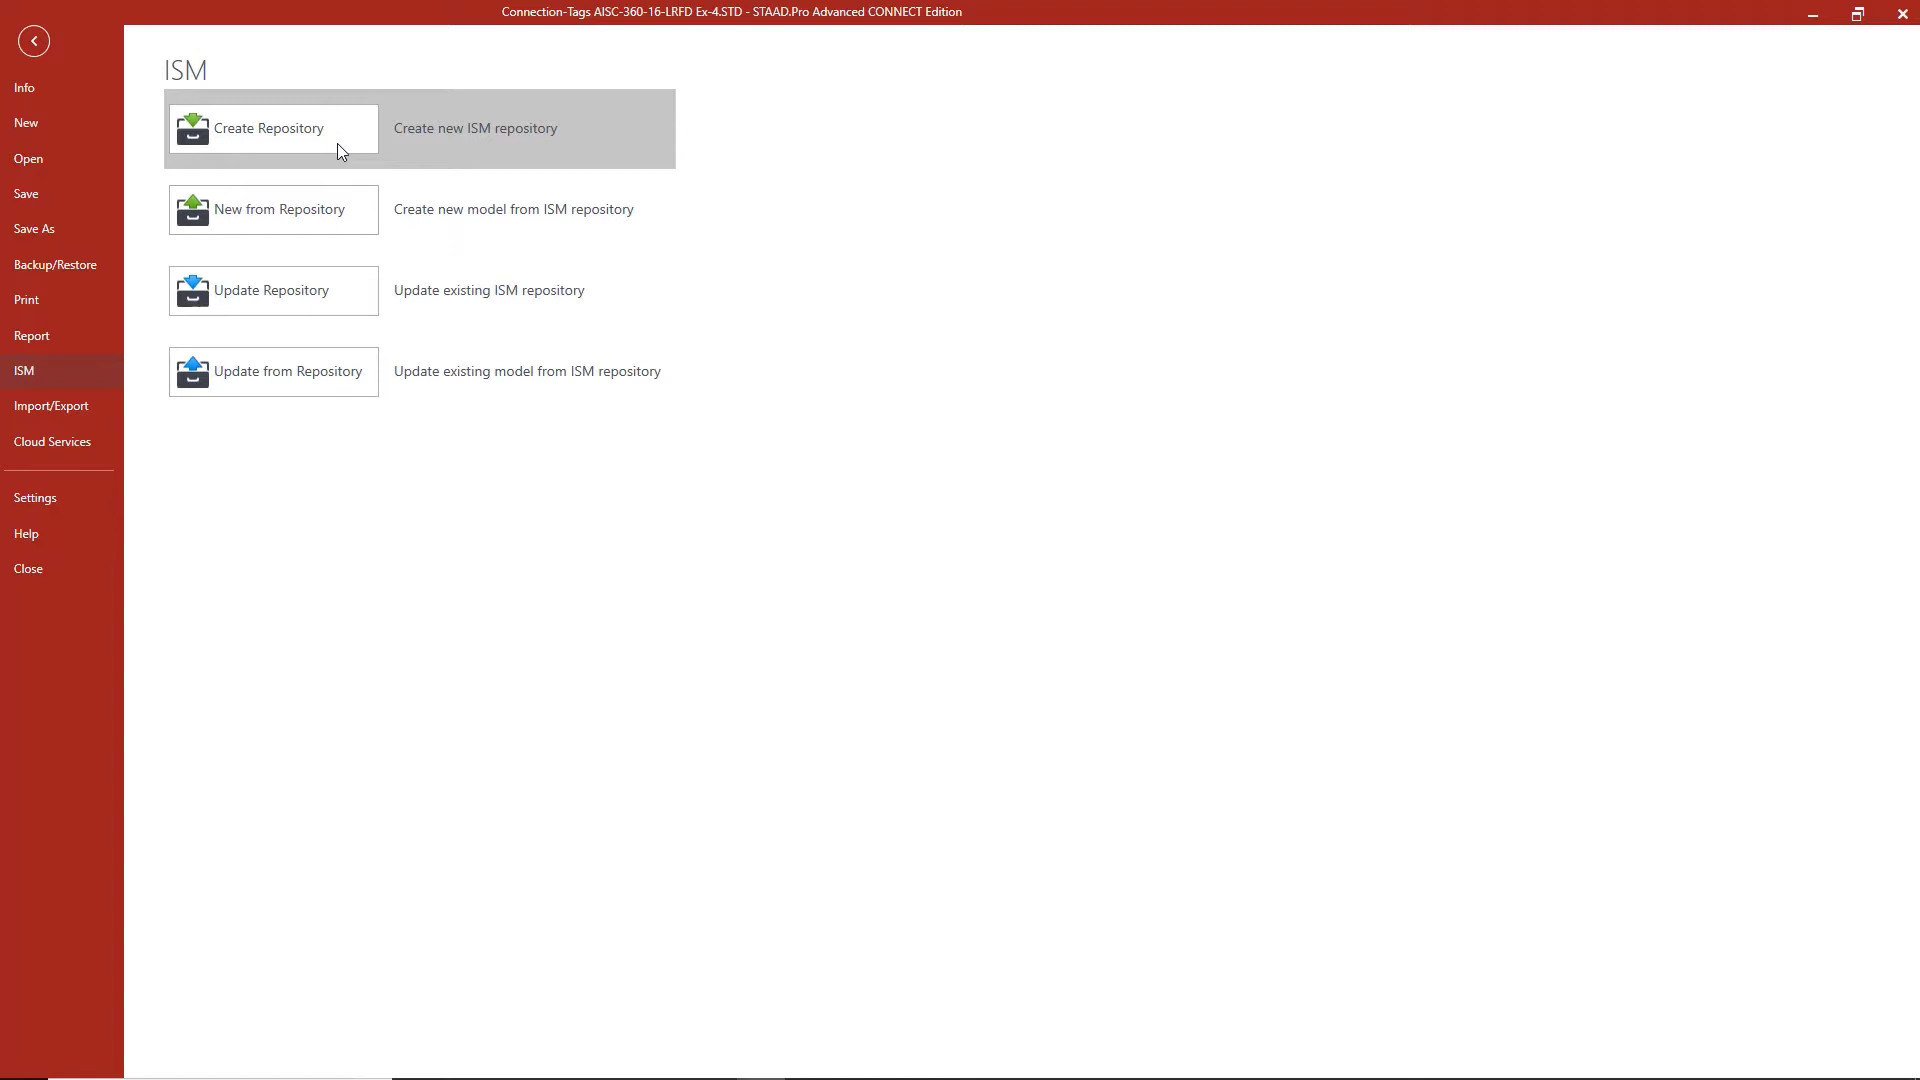 Connection-Tags AISC-360-16-LRFD Ex-4.STD - STAAD.Pro Advanced CONNECT Edition
Info
New
Open
Save
Save As
Backup/Restore
Print
Report
ISM
Import/Export
Cloud Services
Settings
Help
Close
ISM
Create Repository Create new ISM repository
New from Repository Create new model from ISM repository
Update Repository Update existing ISM repository
Update from Repository Update existing model from ISM repository